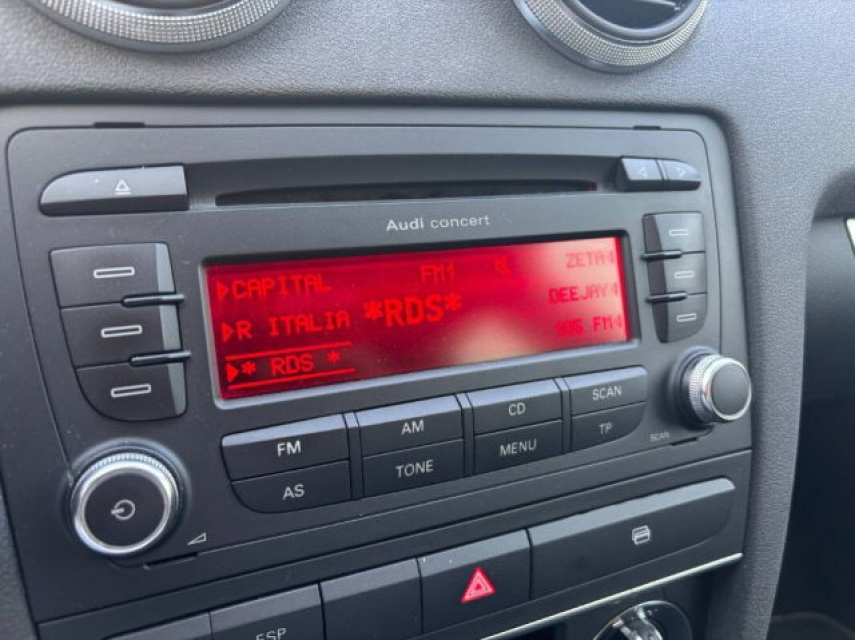 Audi concert
CAPITAL FM1 ZETA
R ITALIA *RDS* DEEJAY
* RDS * 105 FM
FM AM CD SCAN
AS TONE MENU TP SCAN
ESP